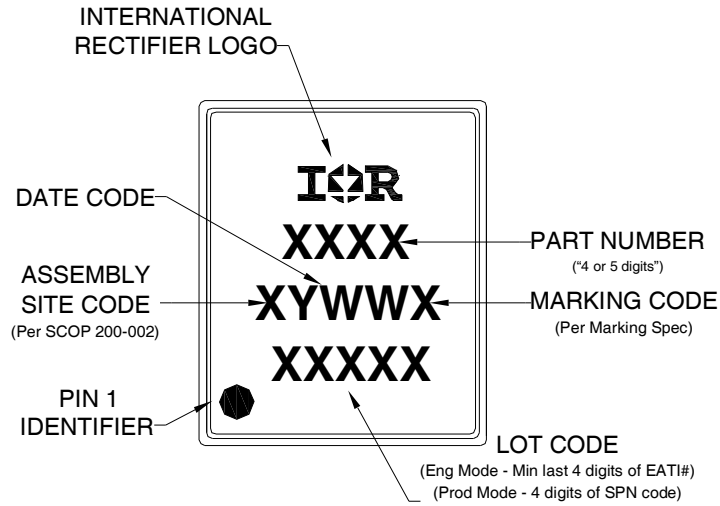 INTERNATIONAL
RECTIFIER LOGO
IOR
DATE CODE
XXXX
PART NUMBER
("4 or 5 digits")
ASSEMBLY
SITE CODE
(Per SCOP 200-002)
XYWWX
MARKING CODE
(Per Marking Spec)
XXXXX
PIN 1
IDENTIFIER
LOT CODE
(Eng Mode - Min last 4 digits of EATI#)
(Prod Mode - 4 digits of SPN code)